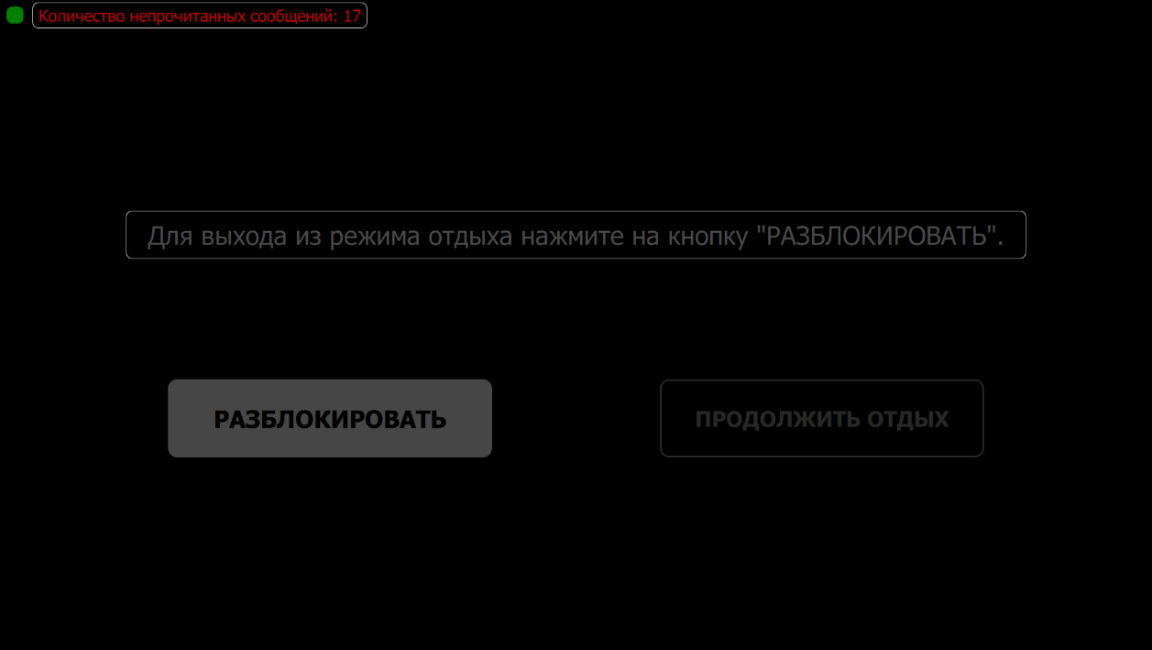 Количество непрочитанных сообщений: 17
Для выхода из режима отдыха нажмите на кнопку "РАЗБЛОКИРОВАТЬ".
РАЗБЛОКИРОВАТЬ
ПРОДОЛЖИТЬ ОТДЫХ